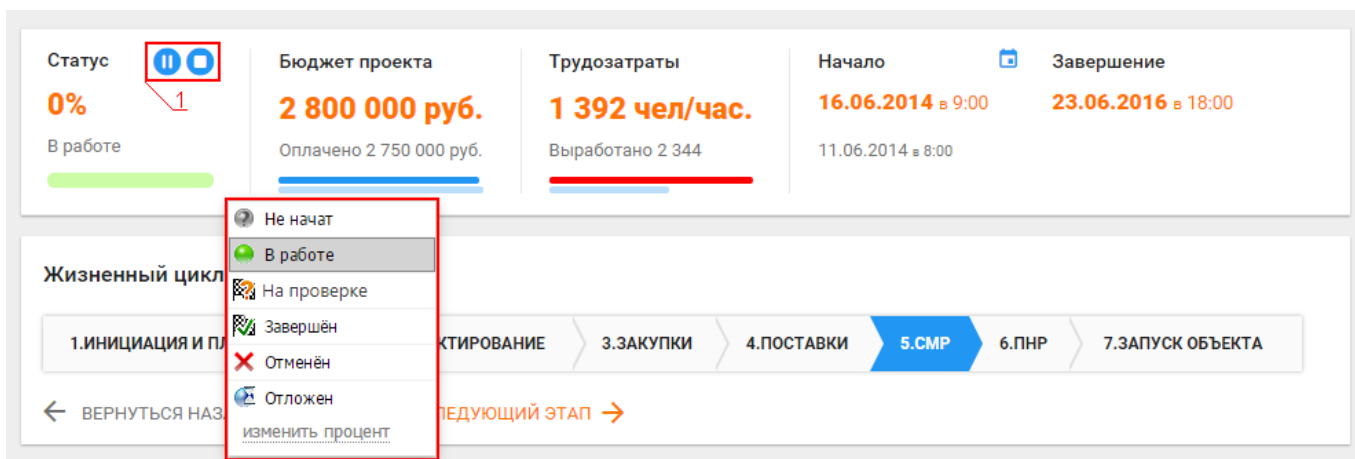 Статус
1
0%
В работе
Бюджет проекта
2 800 000 руб.
Оплачено 2 750 000 руб.
Трудозатраты
1 392 чел/час.
Выработано 2 344
Начало
16.06.2014 в 9:00
11.06.2014 в 8:00
Завершение
23.06.2016 в 18:00
Не начат
В работе
На проверке
Завершён
Отменён
Отложен
изменить процент
Жизненный цикл
1.ИНИЦИАЦИЯ И ПЛ
КТИРОВАНИЕ
3.ЗАКУПКИ
4.ПОСТАВКИ
5.СМР
6.ПНР
7.ЗАПУСК ОБЪЕКТА
ВЕРНУТЬСЯ НАЗА
ЛЕДУЮЩИЙ ЭТАП